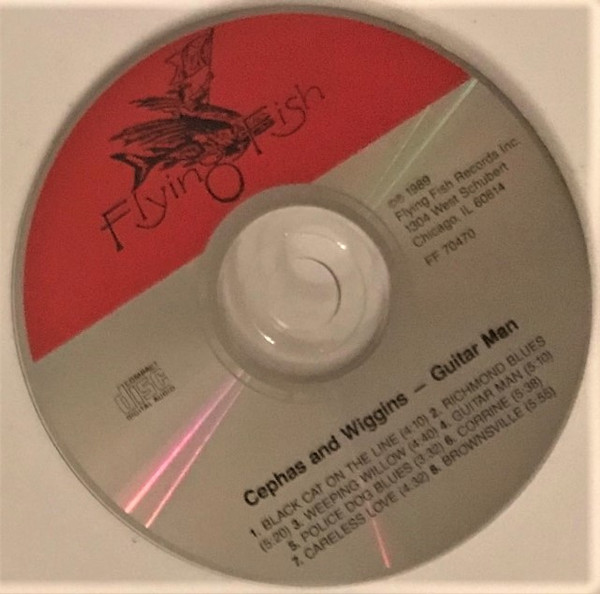 Flying Fish
℗© 1989
Flying Fish Records Inc.
1304 West Schubert
Chicago, IL 60614
FF 70470
COMPACT
disc
DIGITAL AUDIO
Cephas and Wiggins – Guitar Man
1. BLACK CAT ON THE LINE (4:10) 2. RICHMOND BLUES
(5:20) 3. WEEPING WILLOW (4:40) 4. GUITAR MAN (5:10)
5. POLICE DOG BLUES (3:32) 6. CORRINE (5:38)
7. CARELESS LOVE (4:32) 8. BROWNSVILLE (5:55)